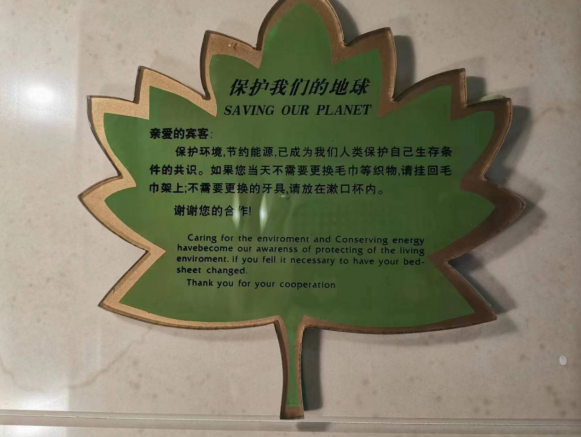 保护我们的地球
SAVING OUR PLANET
亲爱的宾客:
保护环境,节约能源,已成为我们人类保护自己生存条
件的共识。如果您当天不需要更换毛巾等织物,请挂回毛
巾架上;不需要更换的牙具,请放在漱口杯内。
谢谢您的合作!
Caring for the enviroment and Conserving energy
havebecome our awarenss of protecting of the living
enviroment. if you fell it necessary to have your bed-
sheet changed.
Thank you for your cooperation